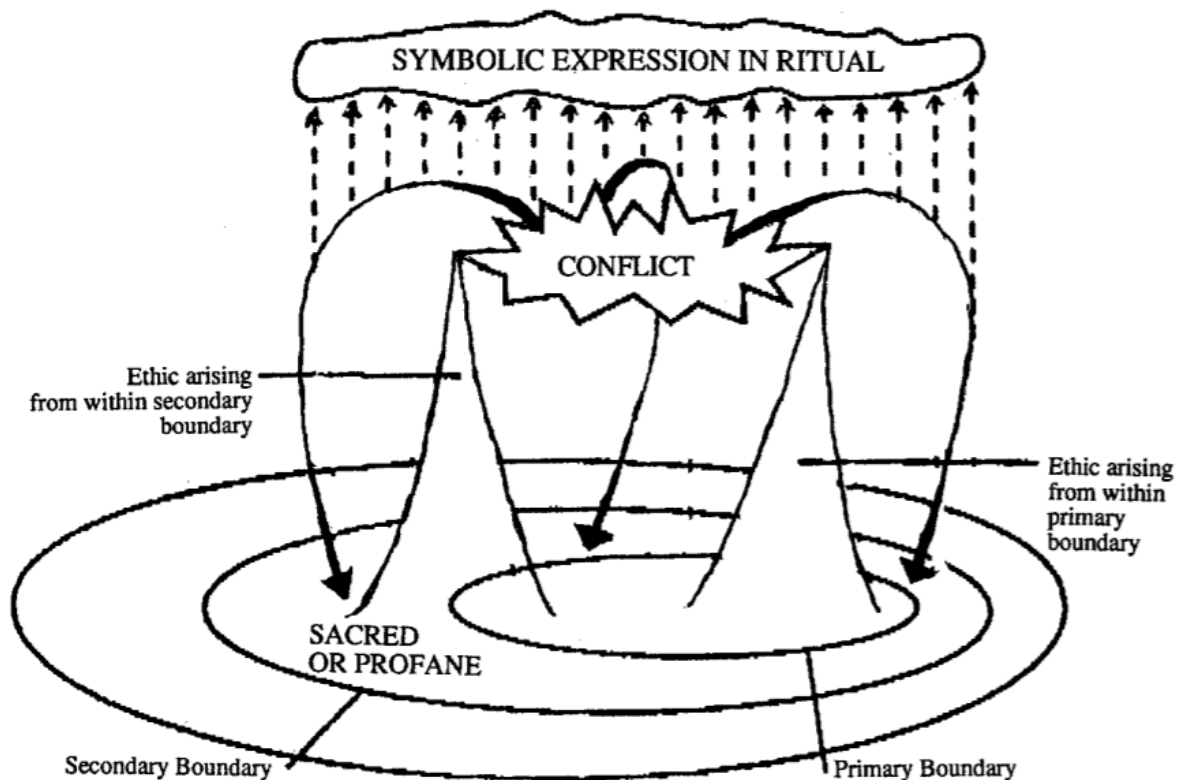 SYMBOLIC EXPRESSION IN RITUAL
CONFLICT
Ethic arising
from within secondary
boundary
Ethic arising
from within
primary
boundary
SACRED
OR PROFANE
Secondary Boundary
Primary Boundary